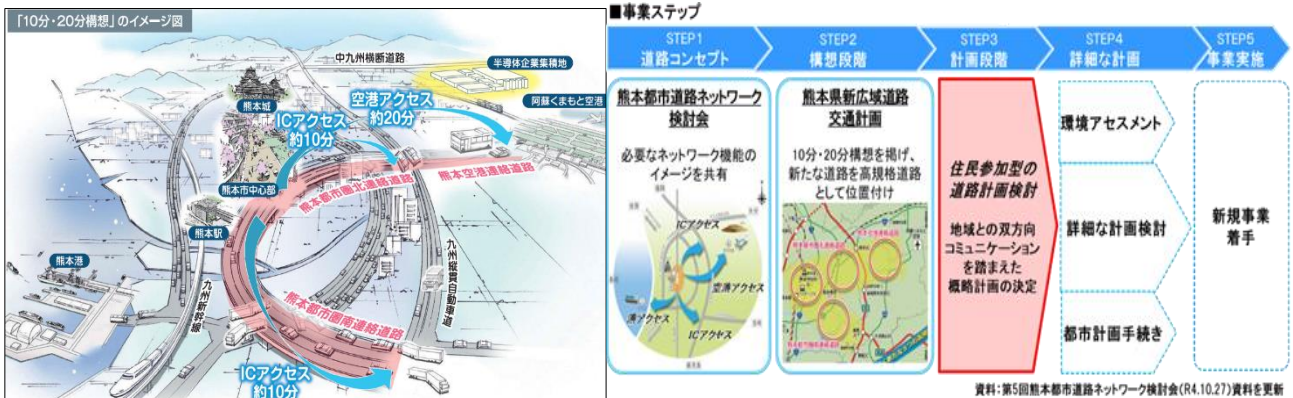 「10分・20分構想」のイメージ図
中九州横断道路
半導体企業集積地
阿蘇くまもと空港
熊本城
空港アクセス
約20分
ICアクセス
約10分
熊本市中心部
熊本都市圏北連絡道路
熊本空港連絡道路
熊本駅
熊本港
九州新幹線
九州縦貫自動車道
熊本都市圏南連絡道路
ICアクセス
約10分
■事業ステップ
STEP1
道路コンセプト
STEP2
構想段階
STEP3
計画段階
STEP4
詳細な計画
STEP5
事業実施
熊本都市道路ネットワーク
検討会
必要なネットワーク機能の
イメージを共有
ICアクセス
空港アクセス
港アクセス
ICアクセス
熊本県新広域道路
交通計画
10分・20分構想を掲げ、
新たな道路を高規格道路
として位置付け
住民参加型の
道路計画検討
地域との双方向
コミュニケーション
を踏まえた
概略計画の決定
環境アセスメント
詳細な計画検討
都市計画手続き
新規事業
着手
資料：第5回熊本都市道路ネットワーク検討会(R4.10.27)資料を更新